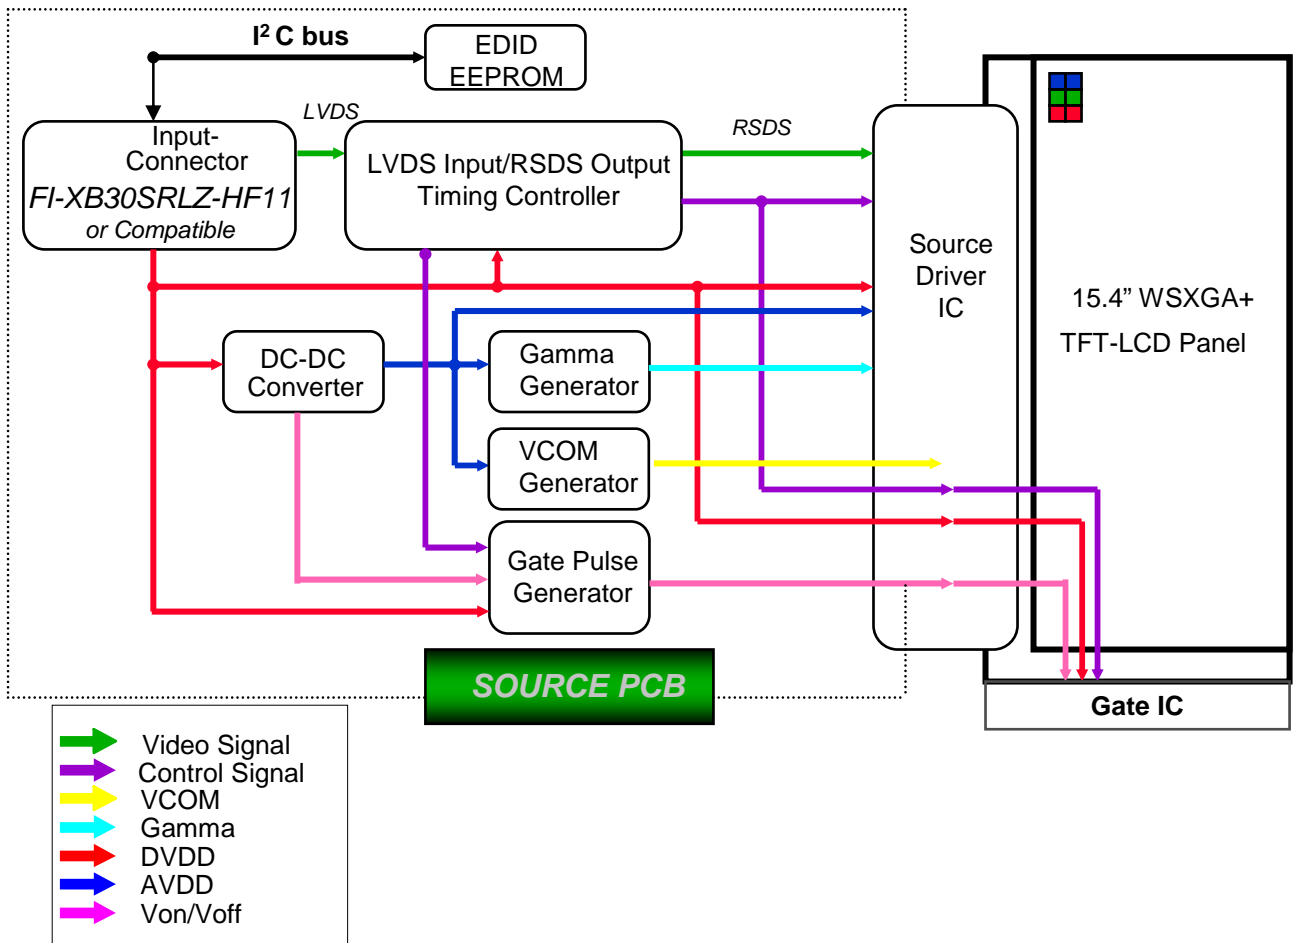 I² C bus
EDID
EEPROM
LVDS
RSDS
Input-
Connector
FI-XB30SRLZ-HF11
or Compatible
LVDS Input/RSDS Output
Timing Controller
Source
Driver
IC
15.4” WSXGA+
TFT-LCD Panel
DC-DC
Converter
Gamma
Generator
VCOM
Generator
Gate Pulse
Generator
SOURCE PCB
Gate IC
Video Signal
Control Signal
VCOM
Gamma
DVDD
AVDD
Von/Voff